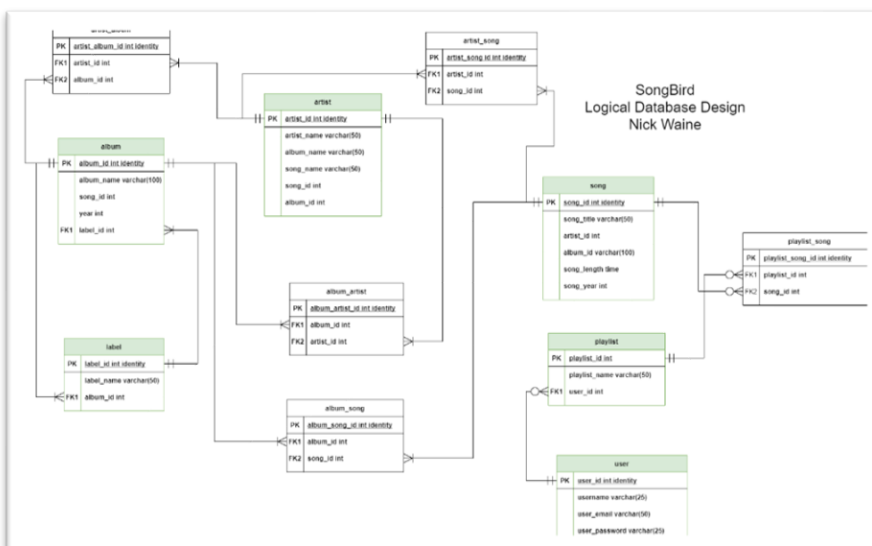 artist_album
PK artist_album_id int identity
FK1 artist_id int
FK2 album_id int
artist_song
PK artist_song_id int identity
FK1 artist_id int
FK2 song_id int
SongBird
Logical Database Design
Nick Waine
artist
PK artist_id int identity
artist_name varchar(50)
album_name varchar(50)
song_name varchar(50)
song_id int
album_id int
album
PK album_id int identity
album_name varchar(100)
song_id int
year int
FK1 label_id int
song
PK song_id int identity
song_title varchar(50)
artist_id int
album_id varchar(100)
song_length time
song_year int
playlist_song
PK playlist_song_id int identity
FK1 playlist_id int
FK2 song_id int
album_artist
PK album_artist_id int identity
FK1 album_id int
FK2 artist_id int
label
PK label_id int identity
label_name varchar(50)
FK1 album_id int
playlist
PK playlist_id int
playlist_name varchar(50)
FK1 user_id int
album_song
PK album_song_id int identity
FK1 album_id int
FK2 song_id int
user
PK user_id int identity
username varchar(25)
user_email varchar(50)
user_password varchar(25)